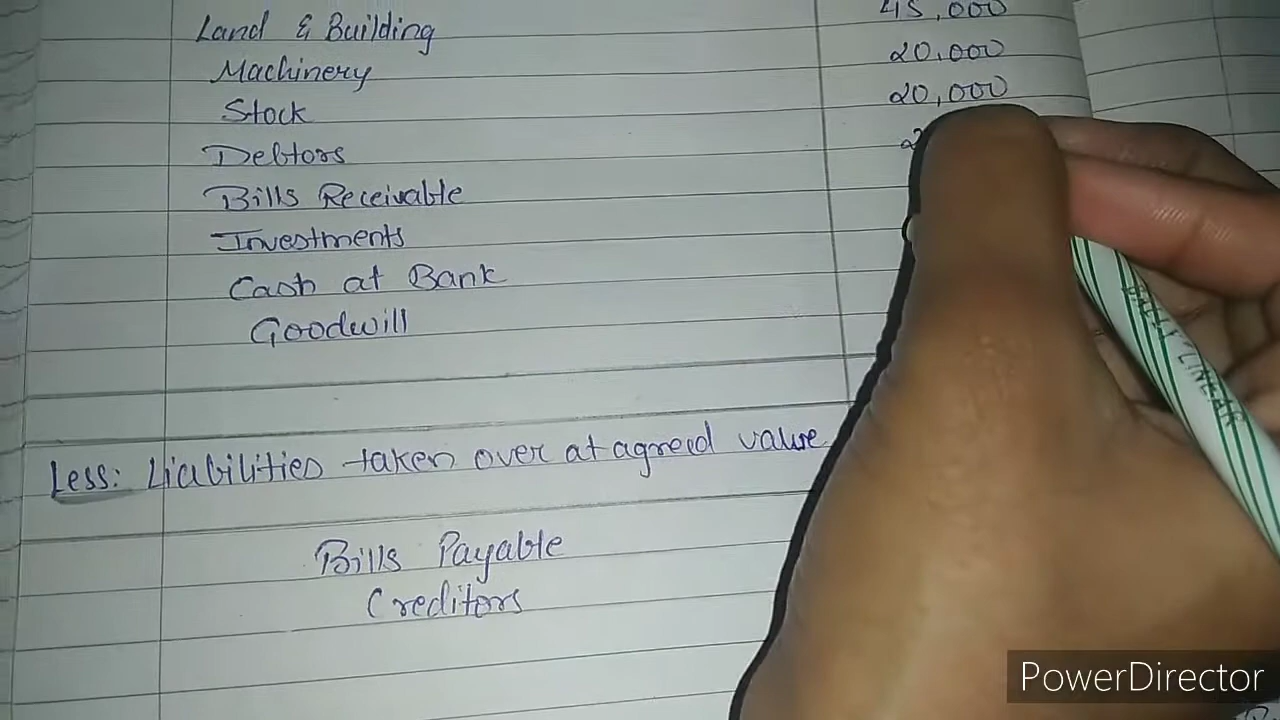 Land & Building 45,000
Machinery 20,000
Stock 20,000
Debtors
Bills Receivable
Investments
Cash at Bank
Goodwill
Less: Liabilities taken over at agreed value
Bills Payable
Creditors
PowerDirector